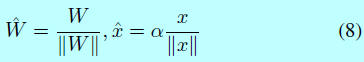 Ŵ = W / ‖W‖, x̂ = α x / ‖x‖ (8)